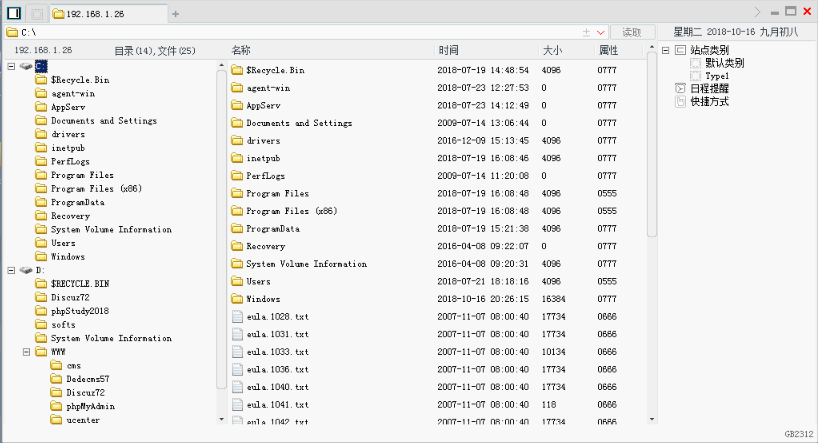 192.168.1.26
C:\ 读取 星期二 2018-10-16 九月初八
192.168.1.26 目录(14),文件(25) 名称 时间 大小 属性
C:
$Recycle.Bin
agent-win
AppServ
Documents and Settings
drivers
inetpub
PerfLogs
Program Files
Program Files (x86)
ProgramData
Recovery
System Volume Information
Users
Windows
D:
$RECYCLE.BIN
Discuz72
phpStudy2018
softs
System Volume Information
WWW
cms
Dedecms57
Discuz72
phpMyAdmin
ucenter
$Recycle.Bin 2018-07-19 14:48:54 4096 0777
agent-win 2018-07-23 12:27:53 0 0777
AppServ 2018-07-23 14:12:49 0 0777
Documents and Settings 2009-07-14 13:06:44 0 0777
drivers 2016-12-09 15:13:45 4096 0777
inetpub 2018-07-19 16:08:46 4096 0777
PerfLogs 2009-07-14 11:20:08 0 0777
Program Files 2018-07-19 16:08:48 4096 0555
Program Files (x86) 2018-07-19 16:08:48 4096 0555
ProgramData 2018-07-19 15:21:38 4096 0777
Recovery 2016-04-08 09:22:07 0 0777
System Volume Information 2016-04-08 09:20:31 4096 0777
Users 2018-07-21 18:18:16 4096 0555
Windows 2018-10-16 20:26:15 16384 0777
eula.1028.txt 2007-11-07 08:00:40 17734 0666
eula.1031.txt 2007-11-07 08:00:40 17734 0666
eula.1033.txt 2007-11-07 08:00:40 10134 0666
eula.1036.txt 2007-11-07 08:00:40 17734 0666
eula.1040.txt 2007-11-07 08:00:40 17734 0666
eula.1041.txt 2007-11-07 08:00:40 118 0666
eula.1042.txt 2007-11-07 08:00:40 17734 0666
站点类别
默认类别
Type1
日程提醒
快捷方式
GB2312